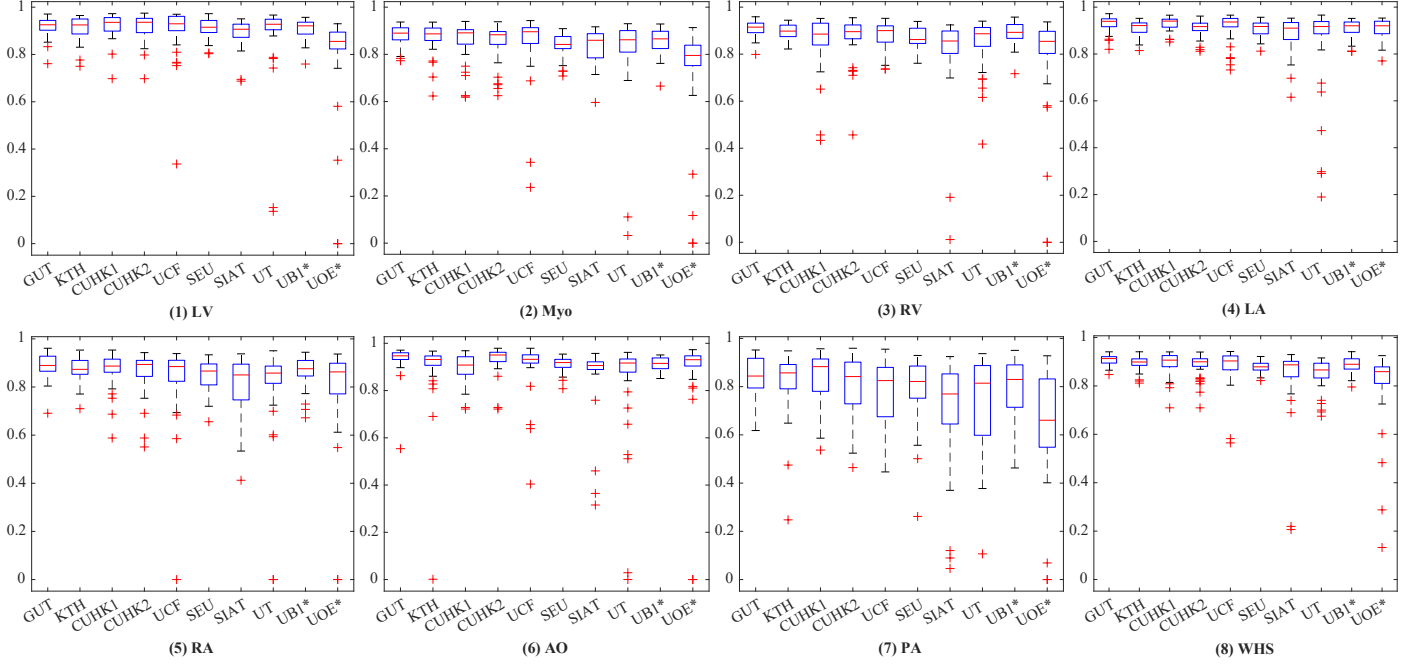 1 1 1 1
0.8 0.8 0.8 0.8
0.6 0.6 0.6 0.6
0.4 0.4 0.4 0.4
0.2 0.2 0.2 0.2
0 0 0 0
GUT KTH CUHK1 CUHK2 UCF SEU SIAT UT UB1* UOE* GUT KTH CUHK1 CUHK2 UCF SEU SIAT UT UB1* UOE* GUT KTH CUHK1 CUHK2 UCF SEU SIAT UT UB1* UOE* GUT KTH CUHK1 CUHK2 UCF SEU SIAT UT UB1* UOE*
(1) LV (2) Myo (3) RV (4) LA
1 1 1 1
0.8 0.8 0.8 0.8
0.6 0.6 0.6 0.6
0.4 0.4 0.4 0.4
0.2 0.2 0.2 0.2
0 0 0 0
GUT KTH CUHK1 CUHK2 UCF SEU SIAT UT UB1* UOE* GUT KTH CUHK1 CUHK2 UCF SEU SIAT UT UB1* UOE* GUT KTH CUHK1 CUHK2 UCF SEU SIAT UT UB1* UOE* GUT KTH CUHK1 CUHK2 UCF SEU SIAT UT UB1* UOE*
(5) RA (6) AO (7) PA (8) WHS